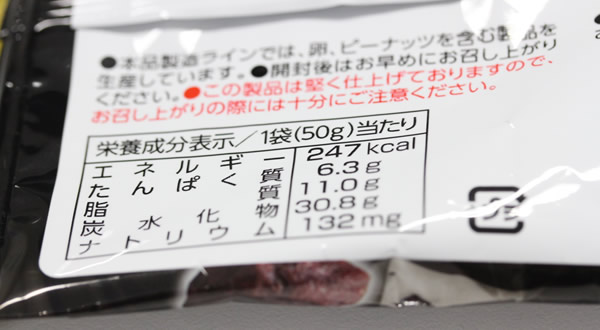 ●本品製造ラインでは、卵、ピーナッツを含む製品を
生産しています。●開封後はお早めにお召し上がり
ください。●この製品は堅く仕上げておりますので、
お召し上がりの際には十分にご注意ください。
栄養成分表示/1袋(50g)当たり
エネルギー 247kcal
たんぱく質 6.3g
脂質 11.0g
炭水化物 30.8g
ナトリウム 132mg
プラ